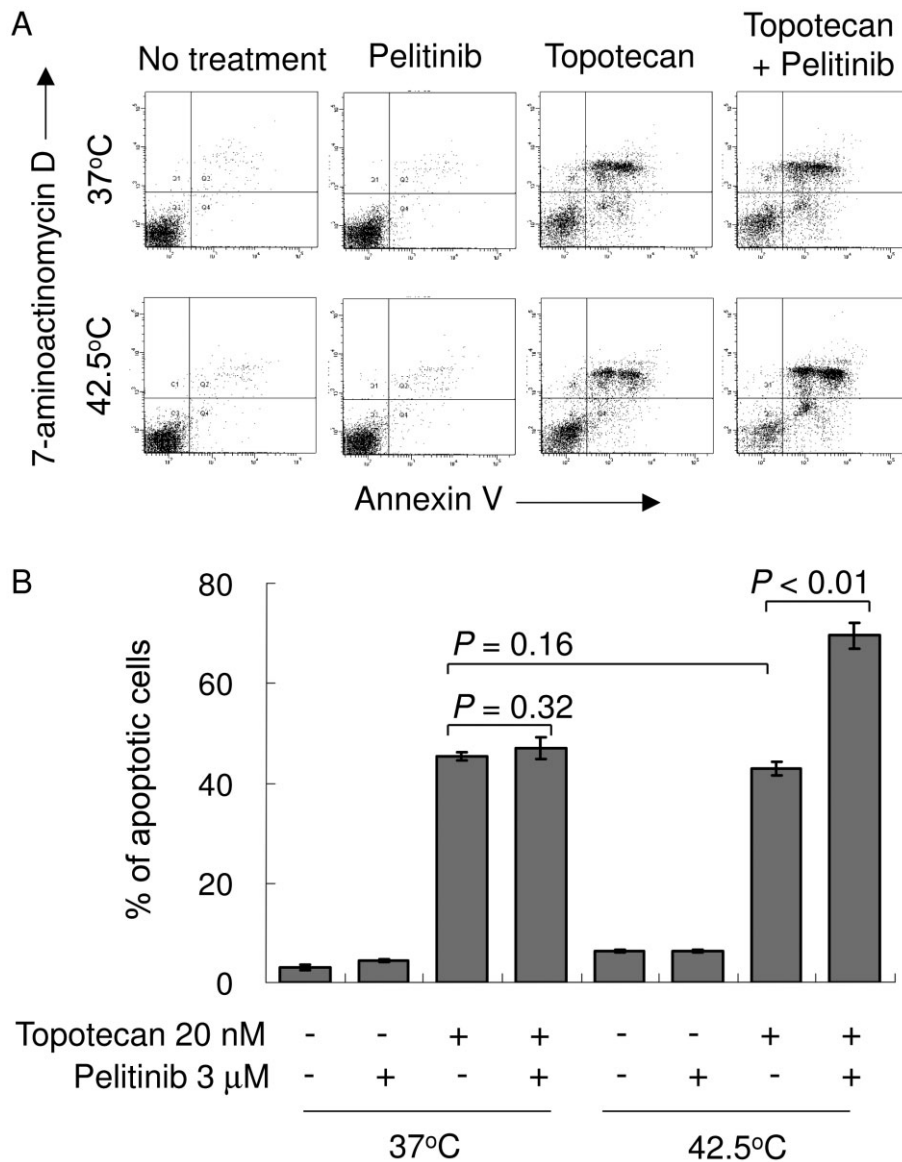 A
No treatment
Pelitinib
Topotecan
Topotecan
+ Pelitinib
7-aminoactinomycin D
37°C
42.5°C
Annexin V
B
% of apoptotic cells
80
60
40
20
0
P = 0.16
P = 0.32
P < 0.01
Topotecan 20 nM - - + + - - + +
Pelitinib 3 μM - + - + - + - +
37°C 42.5°C